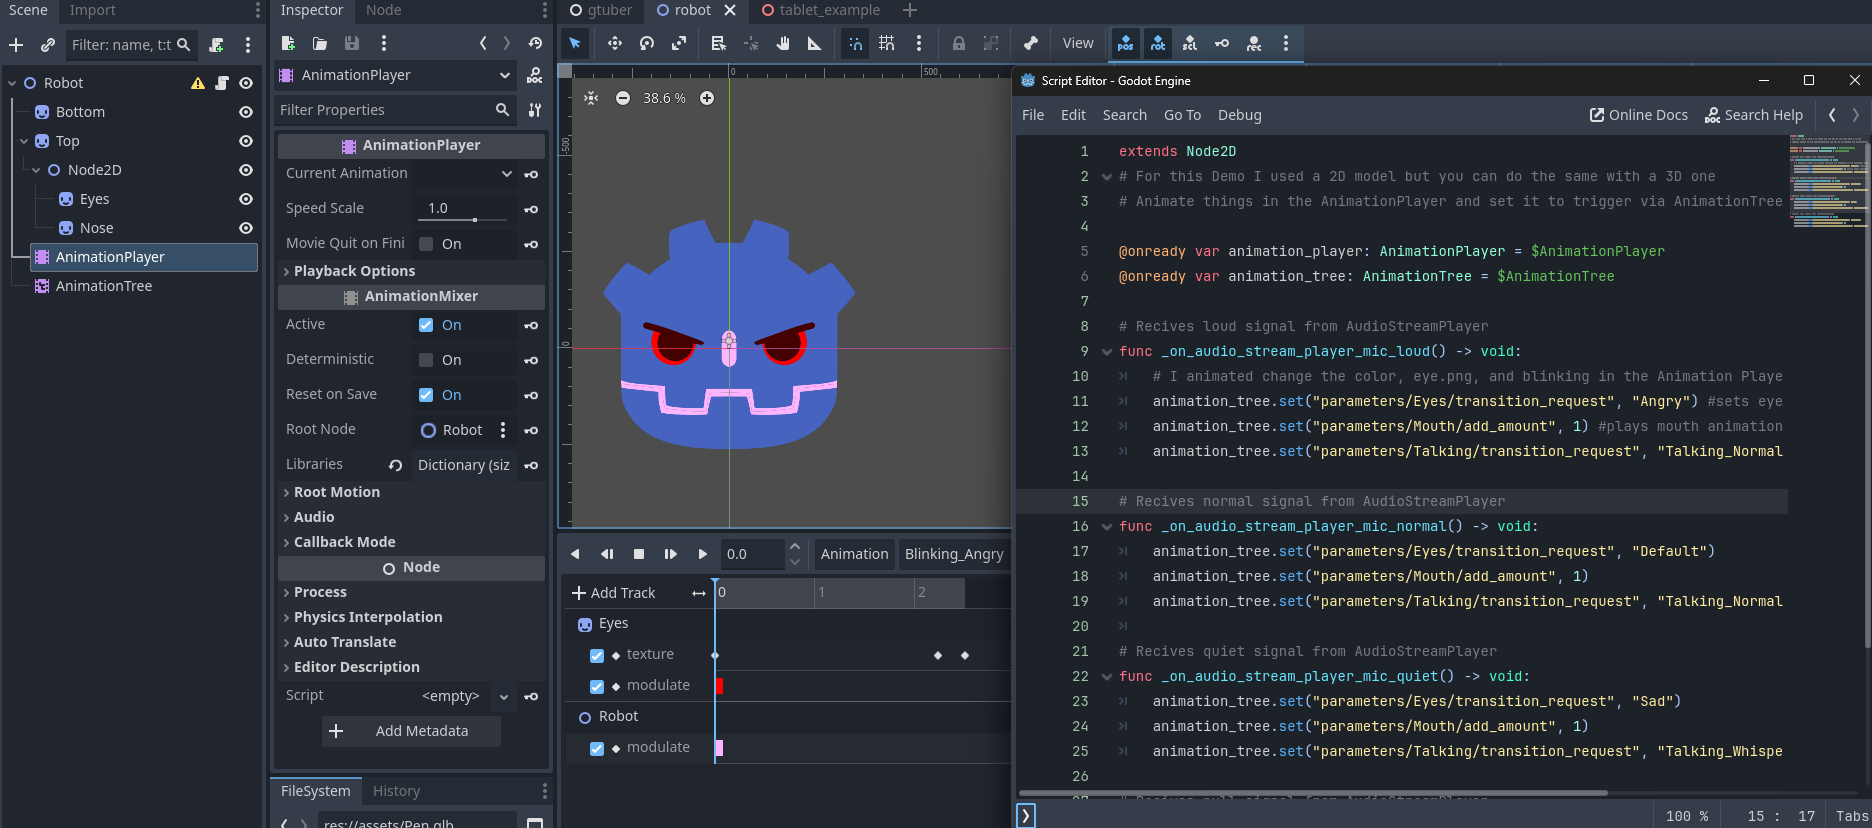 Scene
Import
Filter: name, t:t
Robot
Bottom
Top
Node2D
Eyes
Nose
AnimationPlayer
AnimationTree
Inspector
Node
AnimationPlayer
Filter Properties
AnimationPlayer
Current Animation
Speed Scale 1.0
Movie Quit on Fini On
Playback Options
AnimationMixer
Active On
Deterministic On
Reset on Save On
Root Node Robot
Libraries Dictionary (siz
Root Motion
Audio
Callback Mode
Node
Process
Physics Interpolation
Auto Translate
Editor Description
Script <empty>
Add Metadata
FileSystem
History
res://assets/Pen.glb
gtuber
robot
tablet_example
View
pos
rot
scl
rec
0
500
-500
0
38.6 %
0.0
Animation
Blinking_Angry
Add Track
0 1 2
Eyes
texture
modulate
Robot
modulate
Script Editor - Godot Engine
File Edit Search Go To Debug
Online Docs
Search Help
1 extends Node2D
2 # For this Demo I used a 2D model but you can do the same with a 3D one
3 # Animate things in the AnimationPlayer and set it to trigger via AnimationTree
4
5 @onready var animation_player: AnimationPlayer = $AnimationPlayer
6 @onready var animation_tree: AnimationTree = $AnimationTree
7
8 # Recives loud signal from AudioStreamPlayer
9 func _on_audio_stream_player_mic_loud() -> void:
10 # I animated change the color, eye.png, and blinking in the Animation Playe
11 animation_tree.set("parameters/Eyes/transition_request", "Angry") #sets eye
12 animation_tree.set("parameters/Mouth/add_amount", 1) #plays mouth animation
13 animation_tree.set("parameters/Talking/transition_request", "Talking_Normal
14
15 # Recives normal signal from AudioStreamPlayer
16 func _on_audio_stream_player_mic_normal() -> void:
17 animation_tree.set("parameters/Eyes/transition_request", "Default")
18 animation_tree.set("parameters/Mouth/add_amount", 1)
19 animation_tree.set("parameters/Talking/transition_request", "Talking_Normal
20
21 # Recives quiet signal from AudioStreamPlayer
22 func _on_audio_stream_player_mic_quiet() -> void:
23 animation_tree.set("parameters/Eyes/transition_request", "Sad")
24 animation_tree.set("parameters/Mouth/add_amount", 1)
25 animation_tree.set("parameters/Talking/transition_request", "Talking_Whispe
26
100 % 15 : 17 Tabs